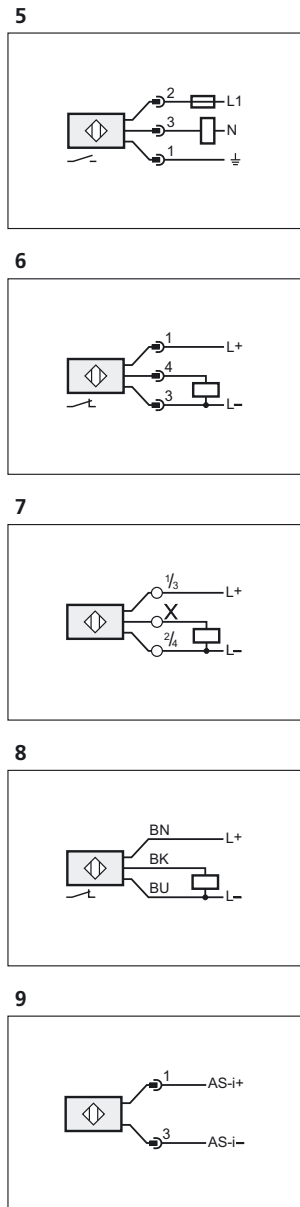 5
2 L1
3 N
1
6
1 L+
4
3 L–
7
1/3 L+
X
2/4 L–
8
BN L+
BK
BU L–
9
1 AS-i+
3 AS-i–